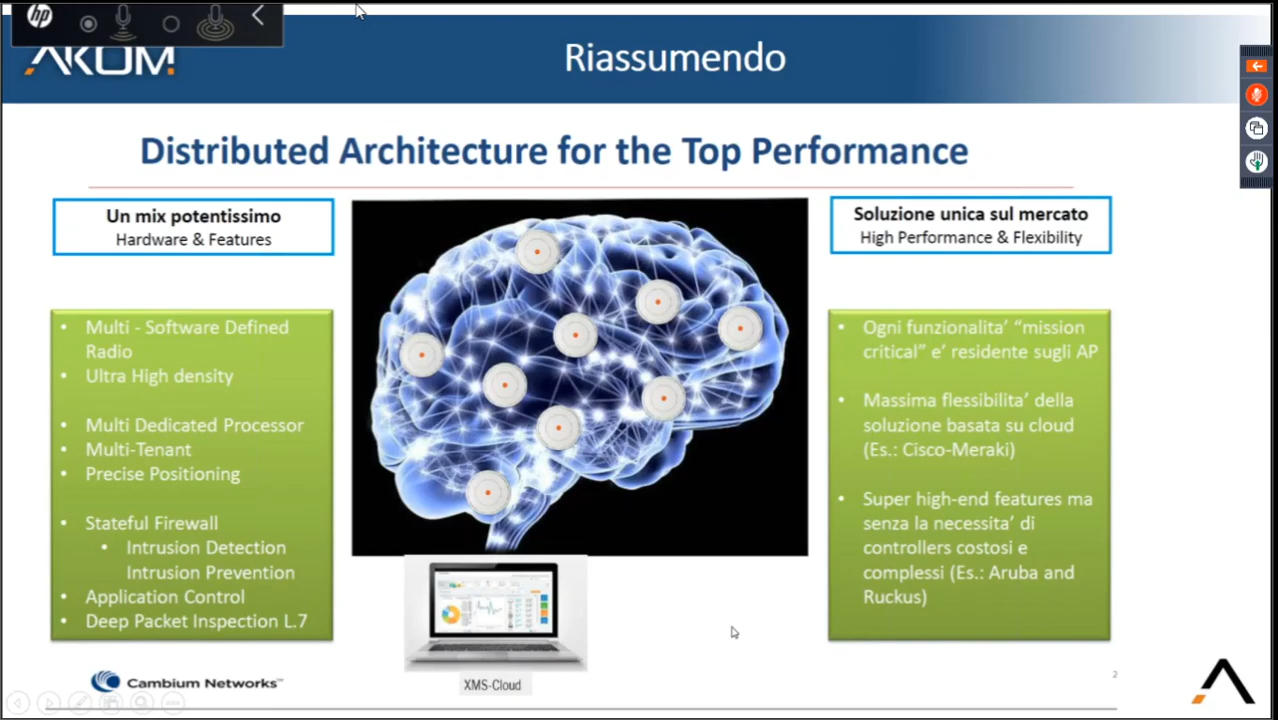 hp
AKOM
Riassumendo
Distributed Architecture for the Top Performance
Un mix potentissimo
Hardware & Features
• Multi - Software Defined
Radio
• Ultra High density
• Multi Dedicated Processor
• Multi-Tenant
• Precise Positioning
• Stateful Firewall
• Intrusion Detection
Intrusion Prevention
• Application Control
• Deep Packet Inspection L.7
XMS-Cloud
Soluzione unica sul mercato
High Performance & Flexibility
• Ogni funzionalita’ “mission
critical” e’ residente sugli AP
• Massima flessibilita’ della
soluzione basata su cloud
(Es.: Cisco-Meraki)
• Super high-end features ma
senza la necessita’ di
controllers costosi e
complessi (Es.: Aruba and
Ruckus)
Cambium Networks™
2